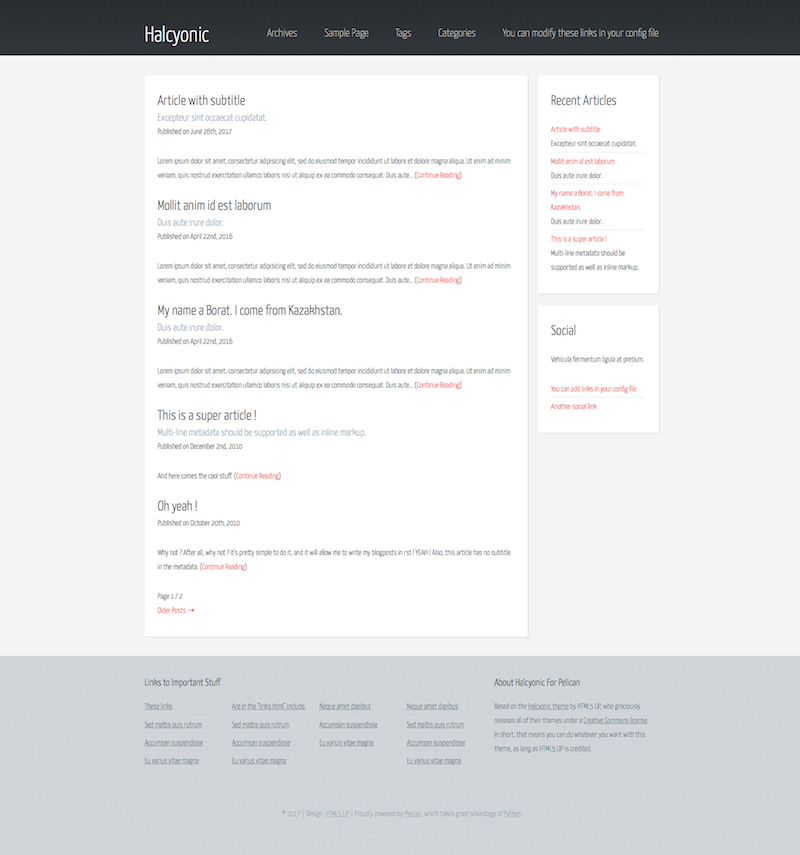 Halcyonic
Archives
Sample Page
Tags
Categories
You can modify these links in your config file
Article with subtitle
Excepteur sint occaecat cupidatat.
Published on June 26th, 2017
Lorem ipsum dolor sit amet, consectetur adipisicing elit, sed do eiusmod tempor incididunt ut labore et dolore magna aliqua. Ut enim ad minim
veniam, quis nostrud exercitation ullamco laboris nisi ut aliquip ex ea commodo consequat. Duis aute... (Continue Reading)
Mollit anim id est laborum
Duis aute irure dolor.
Published on April 22nd, 2016
Lorem ipsum dolor sit amet, consectetur adipisicing elit, sed do eiusmod tempor incididunt ut labore et dolore magna aliqua. Ut enim ad minim
veniam, quis nostrud exercitation ullamco laboris nisi ut aliquip ex ea commodo consequat. Duis aute... (Continue Reading)
My name a Borat. I come from Kazakhstan.
Duis aute irure dolor.
Published on April 22nd, 2016
Lorem ipsum dolor sit amet, consectetur adipisicing elit, sed do eiusmod tempor incididunt ut labore et dolore magna aliqua. Ut enim ad minim
veniam, quis nostrud exercitation ullamco laboris nisi ut aliquip ex ea commodo consequat. Duis aute... (Continue Reading)
This is a super article !
Multi-line metadata should be supported as well as inline markup.
Published on December 2nd, 2010
And here comes the cool stuff. (Continue Reading)
Oh yeah !
Published on October 20th, 2010
Why not ? After all, why not ? It's pretty simple to do it, and it will allow me to write my blogposts in rst ! YEAH ! Also, this article has no subtitle
in the metadata. (Continue Reading)
Page 1 / 2
Older Posts →
Recent Articles
Article with subtitle
Excepteur sint occaecat cupidatat.
Mollit anim id est laborum
Duis aute irure dolor.
My name a Borat. I come from
Kazakhstan.
Duis aute irure dolor.
This is a super article !
Multi-line metadata should be
supported as well as inline markup.
Social
Vehicula fermentum ligula at pretium.
You can add links in your config file
Another social link
Links to Important Stuff
These links
Sed mattis quis rutrum
Accumsan suspendisse
Eu varius vitae magna
Are in the "links.html" include.
Sed mattis quis rutrum
Accumsan suspendisse
Eu varius vitae magna
Neque amet dapibus
Accumsan suspendisse
Eu varius vitae magna
Neque amet dapibus
Sed mattis quis rutrum
Accumsan suspendisse
Eu varius vitae magna
About Halcyonic For Pelican
Based on the Halcyonic theme by HTML5 UP, who graciously
releases all of their themes under a Creative Commons license.
In short, that means you can do whatever you want with this
theme, as long as HTML5 UP is credited.
© 2017 | Design: HTML5 UP | Proudly powered by Pelican, which takes great advantage of Python